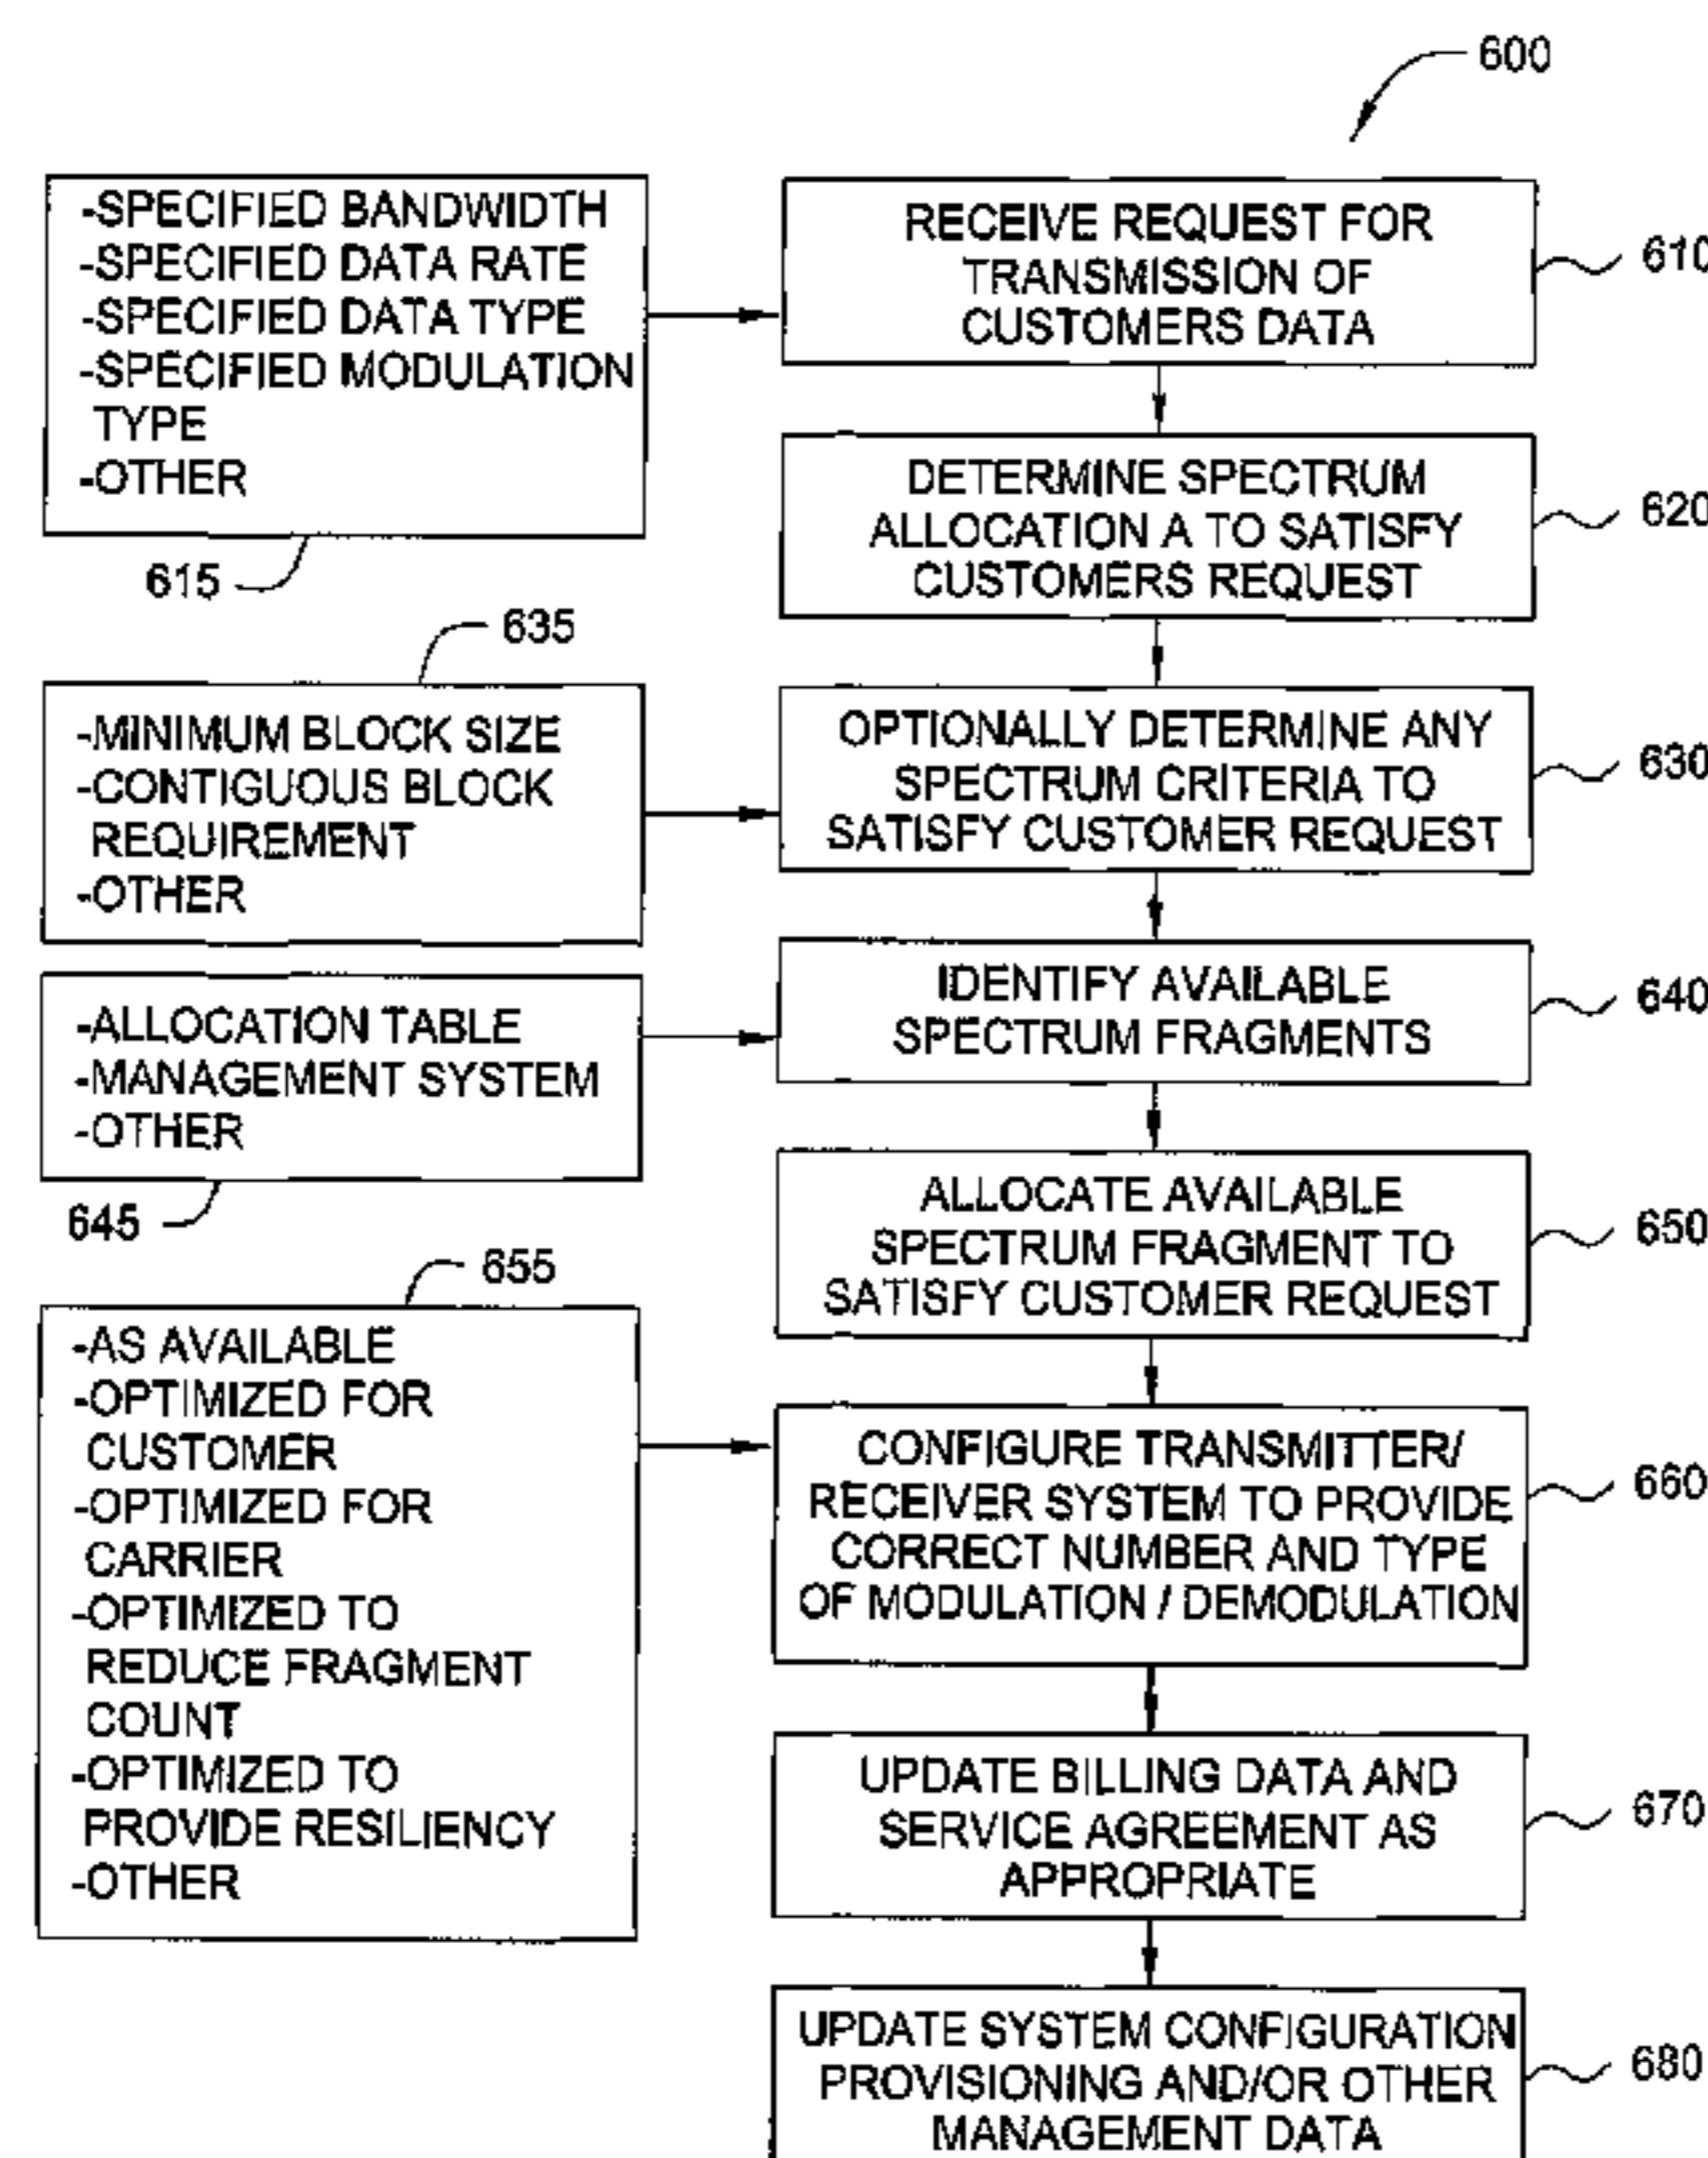 600
-SPECIFIED BANDWIDTH
-SPECIFIED DATA RATE
-SPECIFIED DATA TYPE
-SPECIFIED MODULATION
TYPE
-OTHER
615
RECEIVE REQUEST FOR
TRANSMISSION OF
CUSTOMERS DATA
610
DETERMINE SPECTRUM
ALLOCATION A TO SATISFY
CUSTOMERS REQUEST
620
635
-MINIMUM BLOCK SIZE
-CONTIGUOUS BLOCK
REQUIREMENT
-OTHER
OPTIONALLY DETERMINE ANY
SPECTRUM CRITERIA TO
SATISFY CUSTOMER REQUEST
630
-ALLOCATION TABLE
-MANAGEMENT SYSTEM
-OTHER
645
IDENTIFY AVAILABLE
SPECTRUM FRAGMENTS
640
ALLOCATE AVAILABLE
SPECTRUM FRAGMENT TO
SATISFY CUSTOMER REQUEST
650
655
-AS AVAILABLE
-OPTIMIZED FOR
CUSTOMER
-OPTIMIZED FOR
CARRIER
-OPTIMIZED TO
REDUCE FRAGMENT
COUNT
-OPTIMIZED TO
PROVIDE RESILIENCY
-OTHER
CONFIGURE TRANSMITTER/
RECEIVER SYSTEM TO PROVIDE
CORRECT NUMBER AND TYPE
OF MODULATION / DEMODULATION
660
UPDATE BILLING DATA AND
SERVICE AGREEMENT AS
APPROPRIATE
670
UPDATE SYSTEM CONFIGURATION
PROVISIONING AND/OR OTHER
MANAGEMENT DATA
680